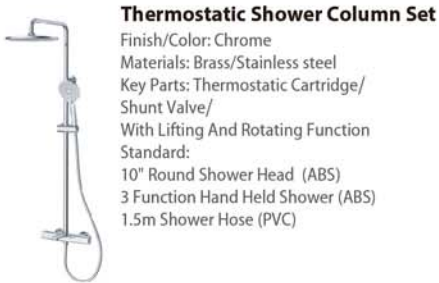 Thermostatic Shower Column Set
Finish/Color: Chrome
Materials: Brass/Stainless steel
Key Parts: Thermostatic Cartridge/
Shunt Valve/
With Lifting And Rotating Function
Standard:
10" Round Shower Head (ABS)
3 Function Hand Held Shower (ABS)
1.5m Shower Hose (PVC)